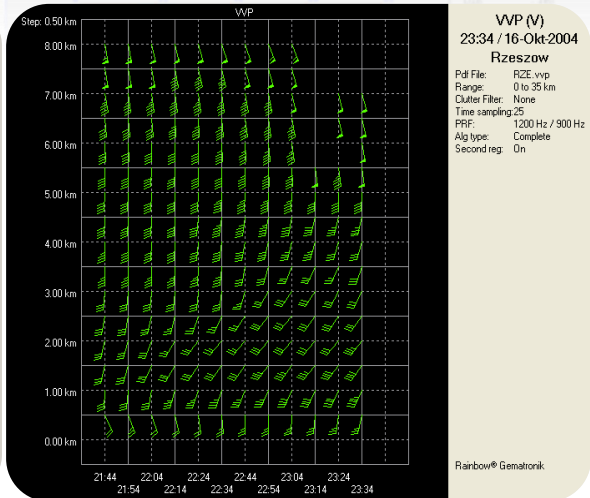 VVP
Step: 0.50 km
8.00 km
7.00 km
6.00 km
5.00 km
4.00 km
3.00 km
2.00 km
1.00 km
0.00 km
21:44 22:04 22:24 22:44 23:04 23:24
21:54 22:14 22:34 22:54 23:14 23:34
VVP (V)
23:34 / 16-Okt-2004
Rzeszow
Pdf File: RZE.vvp
Range: 0 to 35 km
Clutter Filter: None
Time sampling:25
PRF: 1200 Hz / 900 Hz
Alg type: Complete
Second reg: On
Rainbow® Gematronik